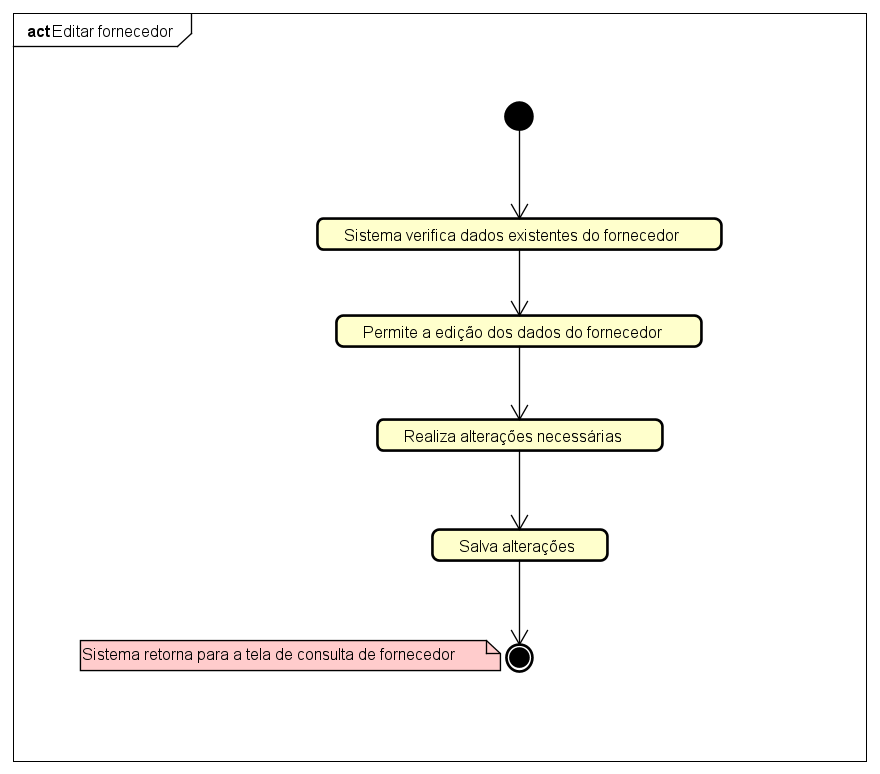 act Editar fornecedor
Sistema verifica dados existentes do fornecedor
Permite a edição dos dados do fornecedor
Realiza alterações necessárias
Salva alterações
Sistema retorna para a tela de consulta de fornecedor